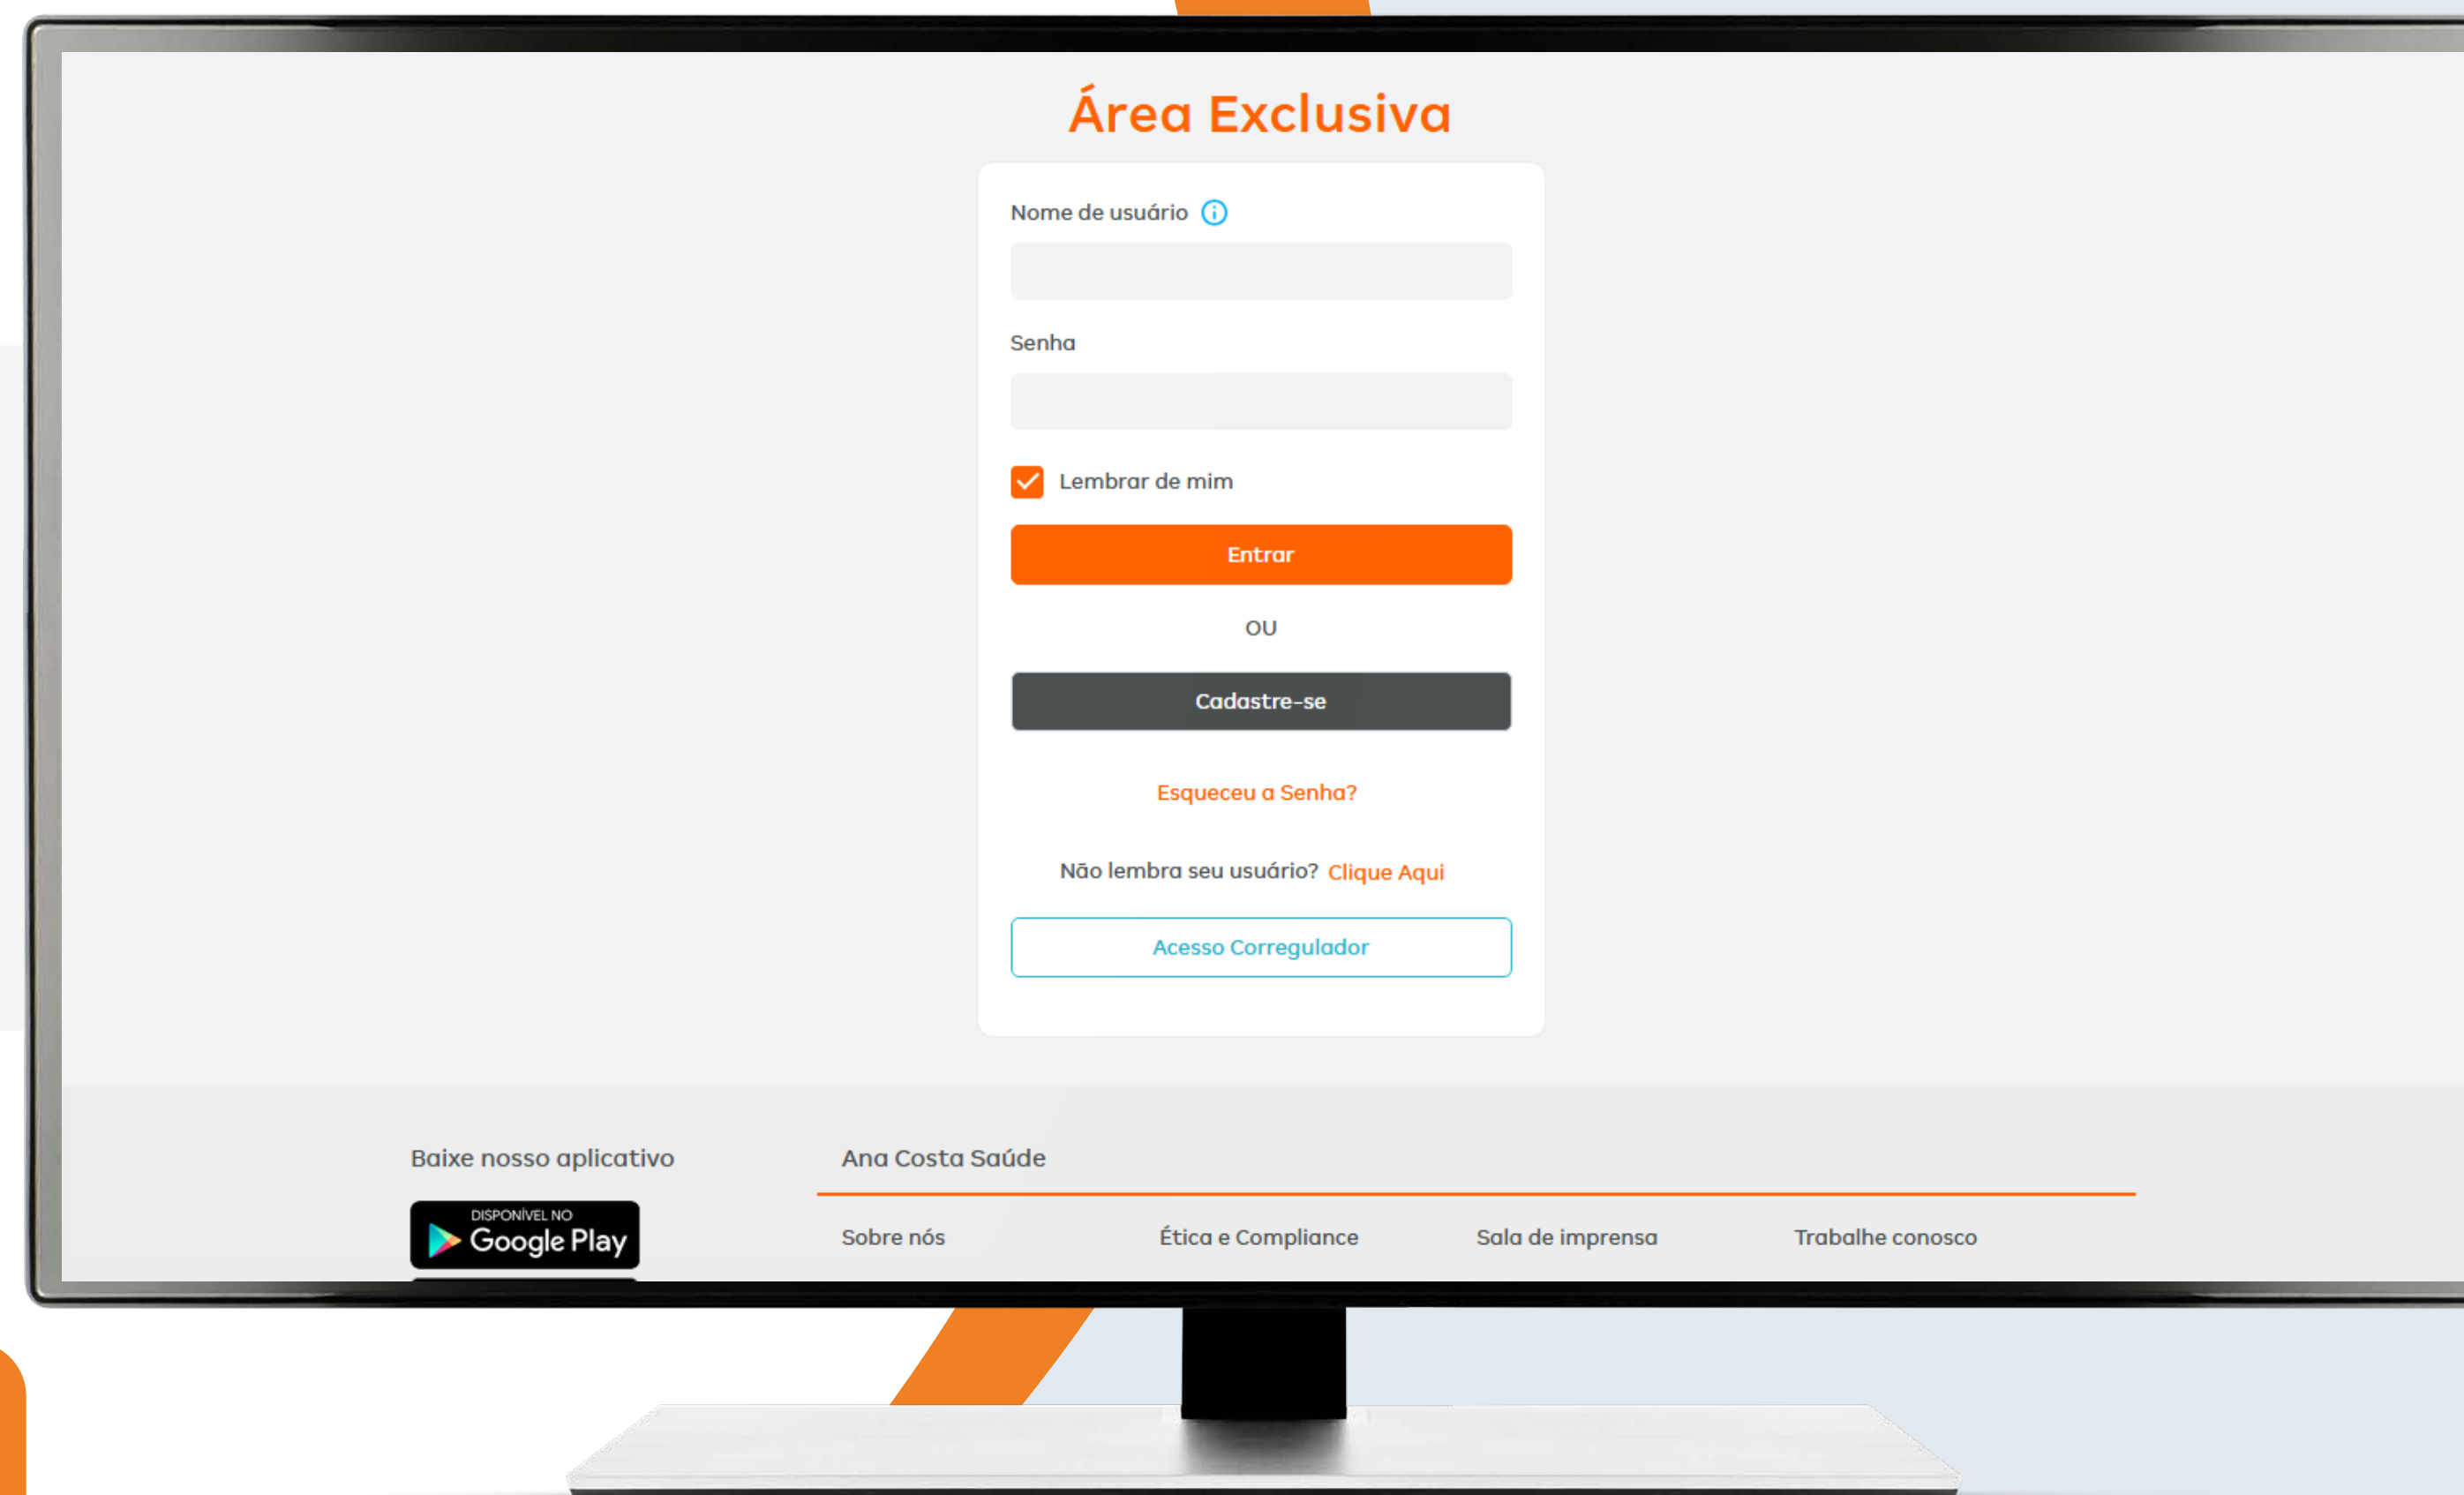 Área Exclusiva
Nome de usuário
Senha
Lembrar de mim
Entrar
OU
Cadastre-se
Esqueceu a Senha?
Não lembra seu usuário? Clique Aqui
Acesso Corregulador
Baixe nosso aplicativo
Ana Costa Saúde
DISPONÍVEL NO
Google Play
Sobre nós
Ética e Compliance
Sala de imprensa
Trabalhe conosco